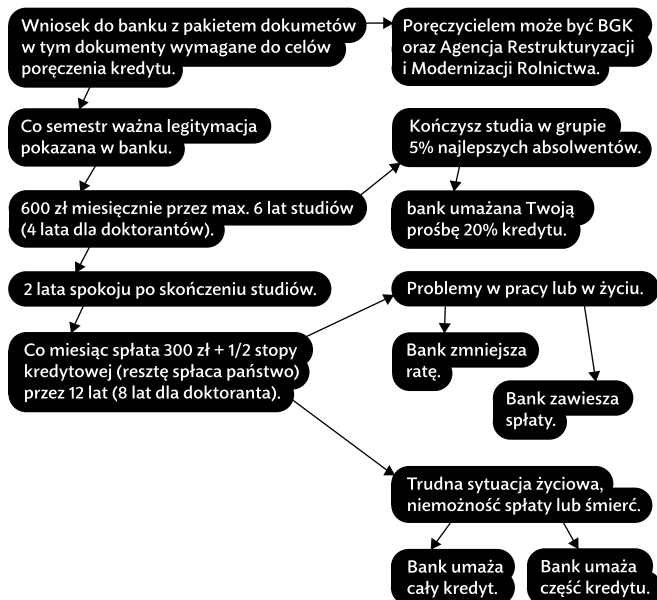 Wniosek do banku z pakietem dokumetów
w tym dokumenty wymagane do celów
poręczenia kredytu.
Poręczycielem może być BGK
oraz Agencja Restrukturyzacji
i Modernizacji Rolnictwa.
Co semestr ważna legitymacja
pokazana w banku.
Kończysz studia w grupie
5% najlepszych absolwentów.
600 zł miesięcznie przez max. 6 lat studiów
(4 lata dla doktorantów).
bank umażana Twoją
prośbę 20% kredytu.
2 lata spokoju po skończeniu studiów.
Problemy w pracy lub w życiu.
Co miesiąc spłata 300 zł + 1/2 stopy
kredytowej (resztę spłaca państwo)
przez 12 lat (8 lat dla doktoranta).
Bank zmniejsza
ratę.
Bank zawiesza
spłaty.
Trudna sytuacja życiowa,
niemożność spłaty lub śmierć.
Bank umaża
cały kredyt.
Bank umaża
część kredytu.